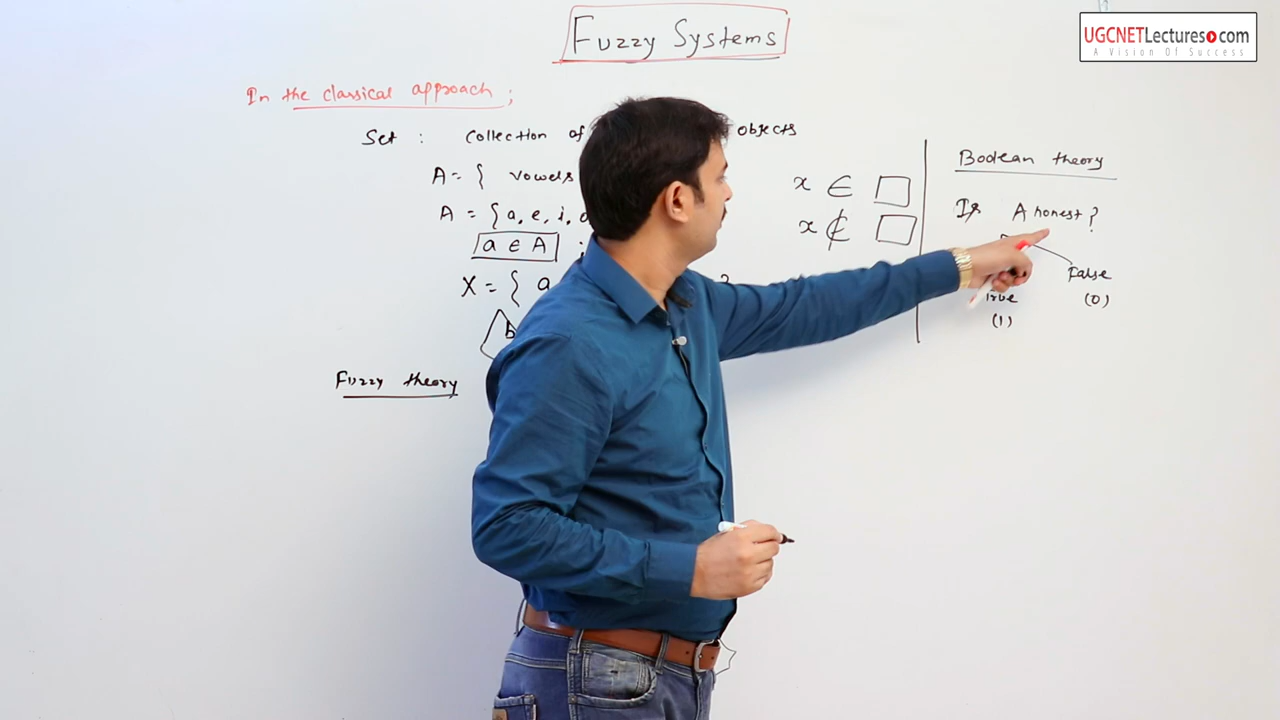 Fuzzy Systems
UGCNETLectures.com
A Vision Of Success
In the classical approach ;
Set : Collection of objects
A = { vowels
A = { a, e, i, o
a ∈ A
X = { a
b
Fuzzy theory
x ∈
x ∉
Boolean theory
Is A honest ?
True
(1)
False
(0)